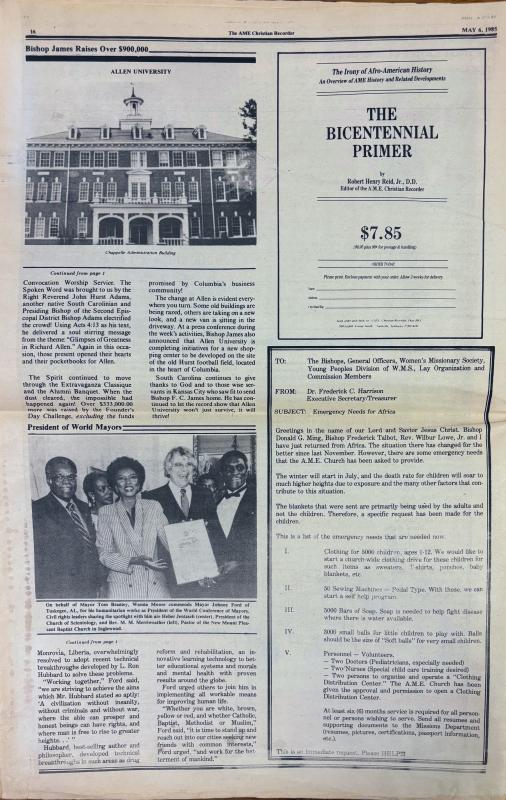 16
The AME Christian Recorder
MAY 6, 1985
Bishop James Raises Over $900,000
ALLEN UNIVERSITY
Chappelle Administration Building
Continued from page 1
Convocation Worship Service. The
Spoken Word was brought to us by the
Right Reverend John Hurst Adams,
another native South Carolinian and
Presiding Bishop of the Second Epis-
copal District Bishop Adams electrified
the crowd! Using Acts 4:13 as his text,
he delivered a soul stirring message
from the theme: "Glimpses of Greatness
in Richard Allen." Again in this occa-
sion, those present opened their hearts
and their pocketbooks for Allen.
The Spirit continued to move
through the Extravaganza Classique
and the Alumni Banquet. When the
dust cleared, the impossible had
happened again! Over $333,000.00
more was raised by the Founder's
Day Challenge, excluding the funds
promised by Columbia's business
community!
The change at Allen is evident every-
where you turn. Some old buildings are
being razed, others are taking on a new
look, and a new van is sitting in the
driveway. At a press conference during
the week's activities, Bishop James also
announced that Allen University is
completing initiatives for a new shop-
ping center to be developed on the site
of the old Hurst football field, located
in the heart of Columbia.
South Carolina continues to give
thanks to God and to those wise ser-
vants in Kansas City who saw fit to send
Bishop F. C. James home. He has con-
tinued to let the record show that Allen
University won't just survive, it will
thrive!
President of World Mayors
On behalf of Mayor Tom Bradley, Wanda Moore commends Mayor Johnny Ford of
Tuskegee, AL, for his humanitarian works as President of the World Conference of Mayors.
Civil rights leaders sharing the spotlight with him are Heber Jentzsch (center), President of the
Church of Scientology, and Rev. M. M. Merriweather (left), Pastor of the New Mount Plea-
sant Baptist Church in Inglewood.
Continued from page 1
Monrovia, Liberia, overwhelmingly
resolved to adopt recent technical
breakthroughs developed by L. Ron
Hubbard to solve these problems.
"Working together," Ford said,
"we are striving to achieve the aims
which Mr. Hubbard stated so aptly:
'A civilization without insanity,
without criminals and without war,
where the able can prosper and
honest beings can have rights, and
where man is free to rise to greater
heights. . .' "
Hubbard, best-selling author and
philosopher, developed technical
breakthroughs in such areas as drug
reform and rehabilitation, an in-
novative learning technology to bet-
ter educational systems and morals
and mental health with proven
results around the globe.
Ford urged others to join him in
implementing all workable means
for improving human life.
"Whether you are white, brown,
yellow or red, and whether Catholic,
Baptist, Methodist or Muslim,"
Ford said, "it is time to stand up and
reach out into our cities seeking new
friends with common interests,"
Ford urged, "and work for the bet-
terment of mankind."
The Irony of Afro-American History
An Overview of AME History and Related Developments
THE
BICENTENNIAL
PRIMER
by
Robert Henry Reid, Jr., D.D.
Editor of the A.M.E. Christian Recorder
$7.85
ORDER TODAY
Please print. Enclose payment with your order. Allow 3 weeks for delivery.
TO: The Bishops, General Officers, Women's Missionary Society,
Young Peoples Division of W.M.S., Lay Organization and
Commission Members
FROM: Dr. Frederick C. Harrison
Executive Secretary/Treasurer
SUBJECT: Emergency Needs for Africa
Greetings in the name of our Lord and Savior Jesus Christ. Bishop
Donald G. Ming, Bishop Frederick Talbot, Rev. Wilbur Lowe, Jr. and I
have just returned from Africa. The situation there has changed for the
better since last November. However, there are some emergency needs
that the A.M.E. Church has been asked to provide.
The winter will start in July, and the death rate for children will soar to
much higher heights due to exposure and the many other factors that con-
tribute to this situation.
The blankets that were sent are primarily being used by the adults and
not the children. Therefore, a specific request has been made for the
children.
This is a list of the emergency needs that are needed now.
I. Clothing for 5000 children, ages 1-12. We would like to
start a church-wide clothing drive for these children for
such items as sweaters, T-shirts, ponchos, baby
blankets, etc.
II. 50 Sewing Machines — Pedal Type. With these, we can
start a self help program.
III. 5000 Bars of Soap. Soap is needed to help fight disease
where there is water available.
IV. 3000 small balls for little children to play with. Balls
should be the size of "Soft balls" for very small children.
V. Personnel — Volunteers.
— Two Doctors (Pediatricians, especially needed)
— Two Nurses (Special child care training desired)
— Two persons to organize and operate a "Clothing
Distribution Center." The A.M.E. Church has been
given the approval and permission to open a Clothing
Distribution Center.
At least six (6) months service is required for all person-
nel or persons wishing to serve. Send all resumes and
supporting documents to the Missions Department
(resumes, pictures, certifications, passport information,
etc.).
This is an immediate request. Please HELP!!!